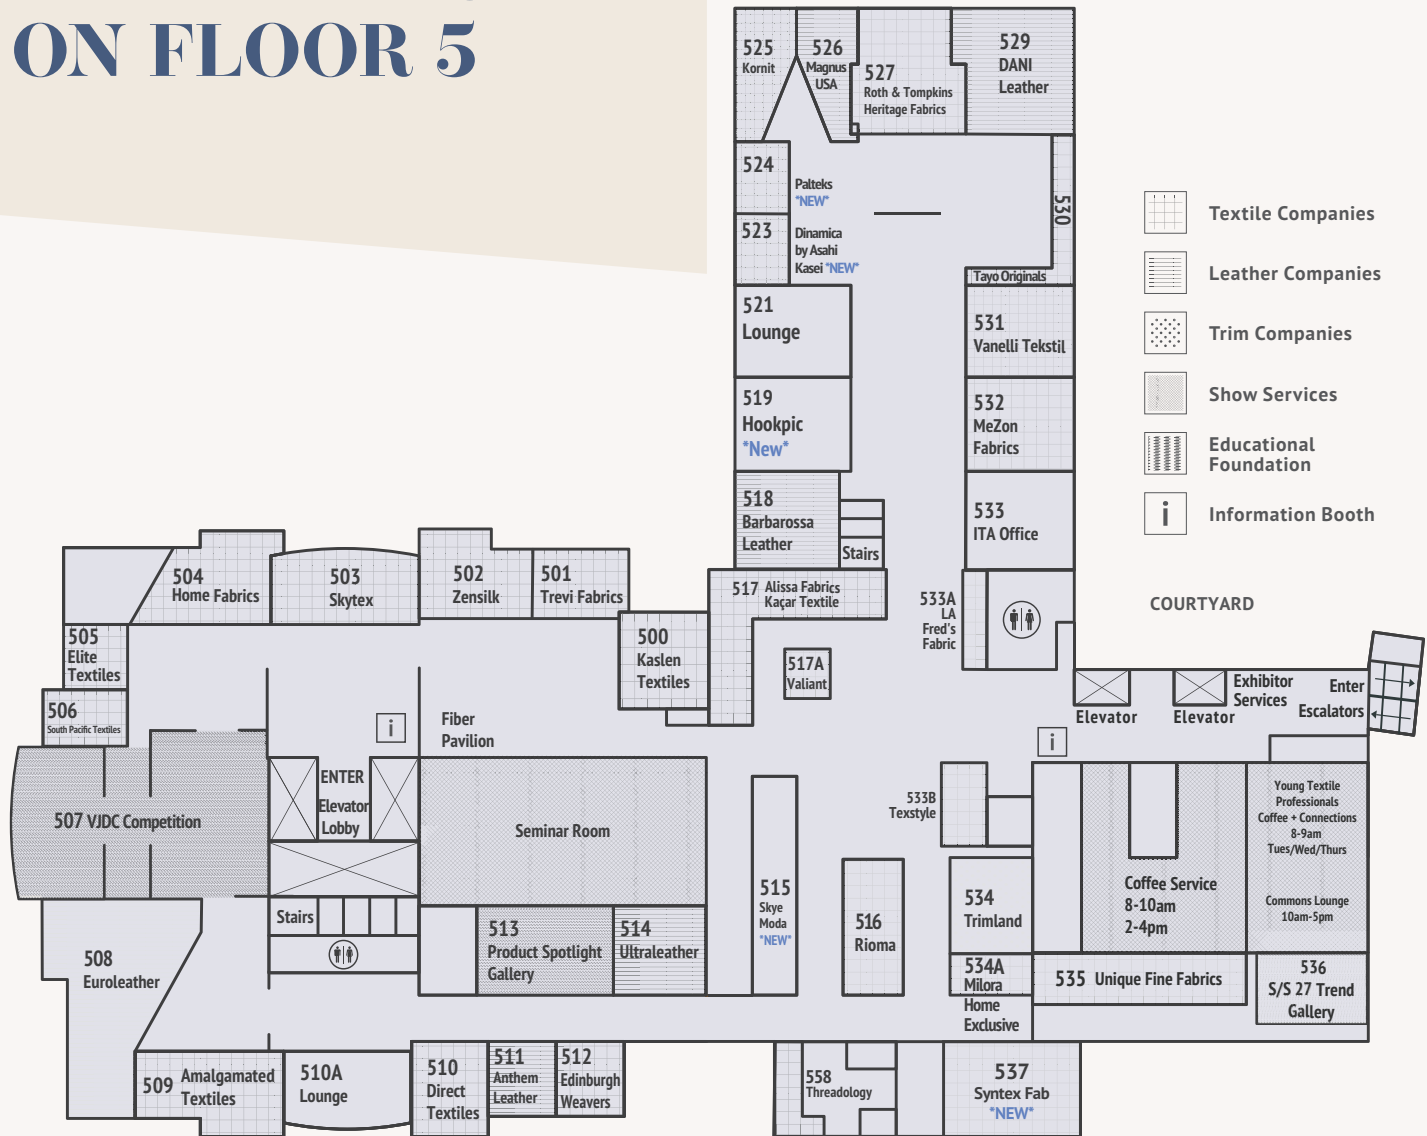 ON FLOOR 5
525
Kornit
526
Magnus
USA
527
Roth & Tompkins
Heritage Fabrics
529
DANI
Leather
524
Palteks
*NEW*
523
Dinamica
by Asahi
Kasei *NEW*
530
Tayo Originals
521
Lounge
531
Vanelli Tekstil
519
Hookpic
*New*
532
MeZon
Fabrics
518
Barbarossa
Leather
Stairs
533
ITA Office
Textile Companies
Leather Companies
Trim Companies
Show Services
Educational
Foundation
i
Information Booth
504
Home Fabrics
503
Skytex
502
Zensilk
501
Trevi Fabrics
517
Alissa Fabrics
Kaçar Textile
533A
LA
Fred's
Fabric
COURTYARD
505
Elite
Textiles
500
Kaslen
Textiles
517A
Valiant
506
South Pacific Textiles
i
Fiber
Pavilion
Elevator
Elevator
Exhibitor
Services
Enter
Escalators
i
507 VJDC Competition
ENTER
Elevator
Lobby
Seminar Room
533B
Texstyle
Young Textile
Professionals
Coffee + Connections
8-9am
Tues/Wed/Thurs
Commons Lounge
10am-5pm
Coffee Service
8-10am
2-4pm
515
Skye
Moda
*NEW*
516
Rioma
534
Trimland
Stairs
513
Product Spotlight
Gallery
514
Ultraleather
508
Euroleather
534A
Milora
Home
Exclusive
535 Unique Fine Fabrics
536
S/S 27 Trend
Gallery
509
Amalgamated
Textiles
510A
Lounge
510
Direct
Textiles
511
Anthem
Leather
512
Edinburgh
Weavers
558
Threadology
537
Syntex Fab
*NEW*